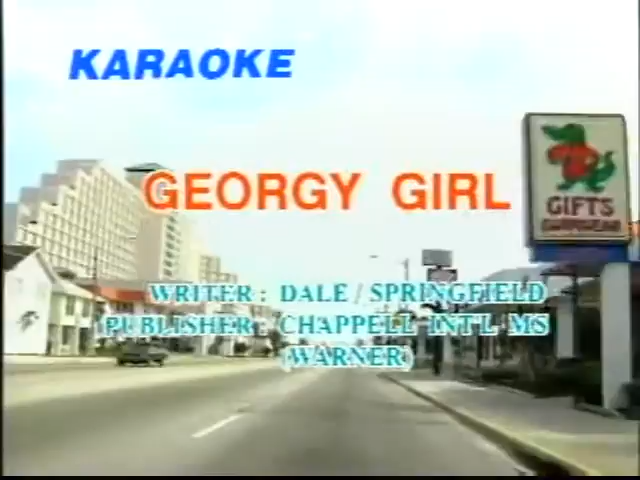 KARAOKE
GEORGY GIRL
GIFTS
WRITER : DALE / SPRINGFIELD
PUBLISHER : CHAPPELL INT'L MS
(WARNER)